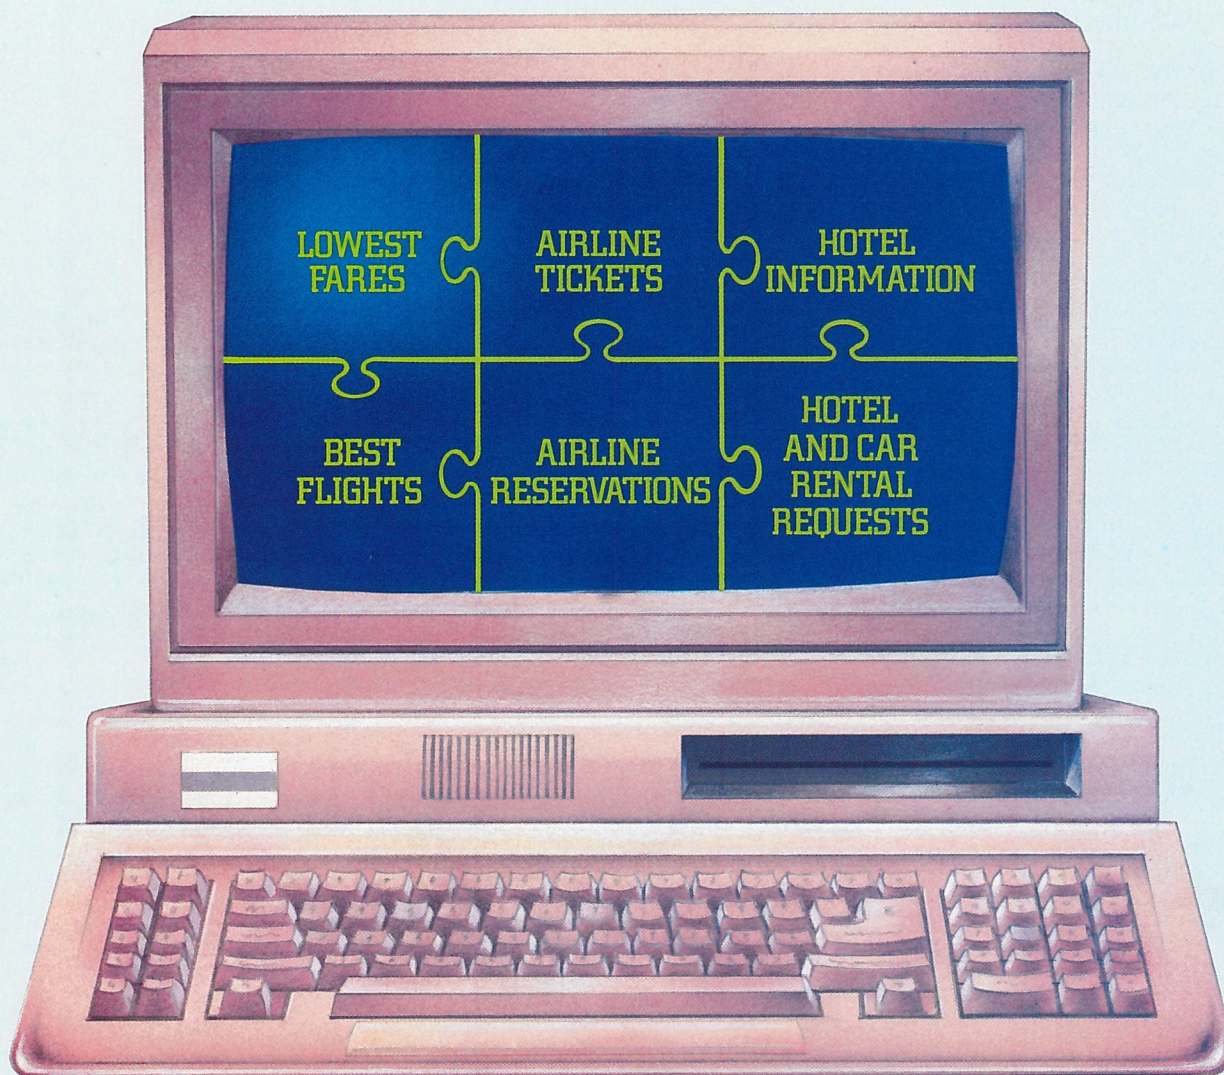 LOWEST
FARES
AIRLINE
TICKETS
HOTEL
INFORMATION
BEST
FLIGHTS
AIRLINE
RESERVATIONS
HOTEL
AND CAR
RENTAL
REQUESTS